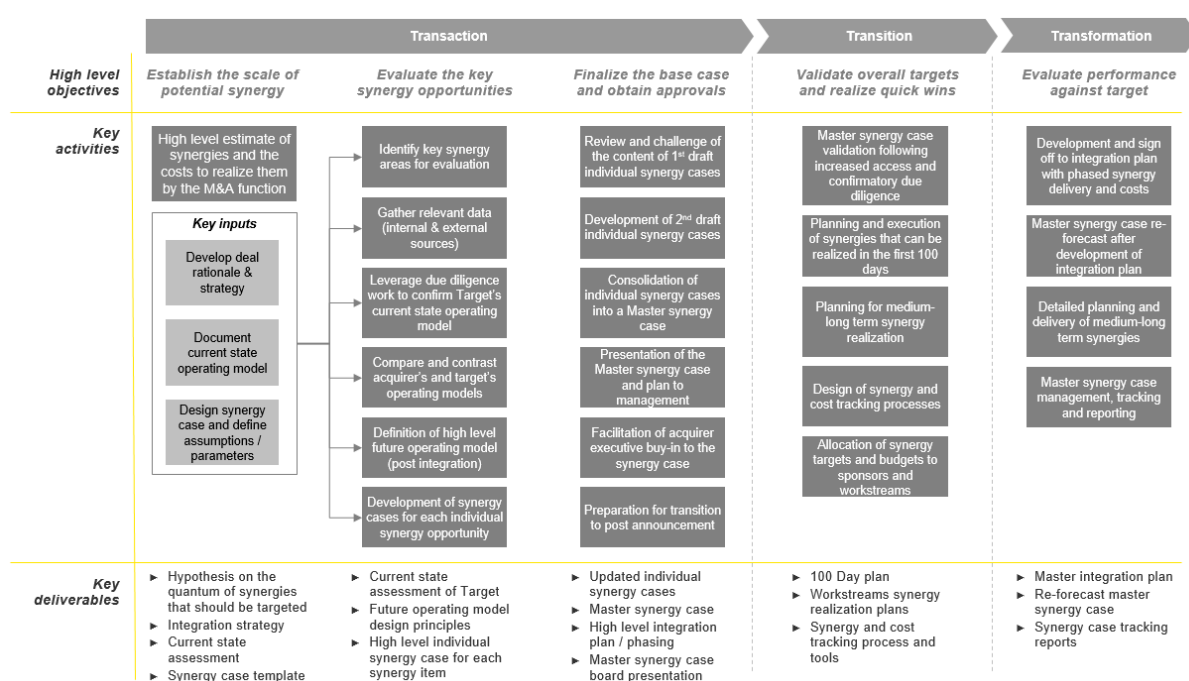 Transaction
Transition
Transformation
High level
objectives
Establish the scale of
potential synergy
Evaluate the key
synergy opportunities
Finalize the base case
and obtain approvals
Validate overall targets
and realize quick wins
Evaluate performance
against target
Key
activities
High level estimate of
synergies and the
costs to realize them
by the M&A function
Key inputs
Develop deal
rationale &
strategy
Document
current state
operating model
Design synergy
case and define
assumptions /
parameters
Identify key synergy
areas for evaluation
Gather relevant data
(internal & external
sources)
Leverage due diligence
work to confirm Target's
current state operating
model
Compare and contrast
acquirer's and target's
operating models
Definition of high level
future operating model
(post integration)
Development of synergy
cases for each individual
synergy opportunity
Review and challenge
of the content of 1st draft
individual synergy cases
Development of 2nd draft
individual synergy cases
Consolidation of
individual synergy cases
into a Master synergy
case
Presentation of the
Master synergy case
and plan to
management
Facilitation of acquirer
executive buy-in to the
synergy case
Preparation for transition
to post announcement
Master synergy case
validation following
increased access and
confirmatory due
diligence
Planning and execution
of synergies that can be
realized in the first 100
days
Planning for medium-
long term synergy
realization
Design of synergy and
cost tracking processes
Allocation of synergy
targets and budgets to
sponsors and
workstreams
Development and sign
off to integration plan
with phased synergy
delivery and costs
Master synergy case re-
forecast after
development of
integration plan
Detailed planning and
delivery of medium-long
term synergies
Master synergy case
management, tracking
and reporting
Key
deliverables
► Hypothesis on the
quantum of synergies
that should be targeted
► Integration strategy
► Current state
assessment
► Synergy case template
► Current state
assessment of Target
► Future operating model
design principles
► High level individual
synergy case for each
synergy item
► Updated individual
synergy cases
► Master synergy case
► High level integration
plan / phasing
► Master synergy case
board presentation
► 100 Day plan
► Workstreams synergy
realization plans
► Synergy and cost
tracking process and
tools
► Master integration plan
► Re-forecast master
synergy case
► Synergy case tracking
reports